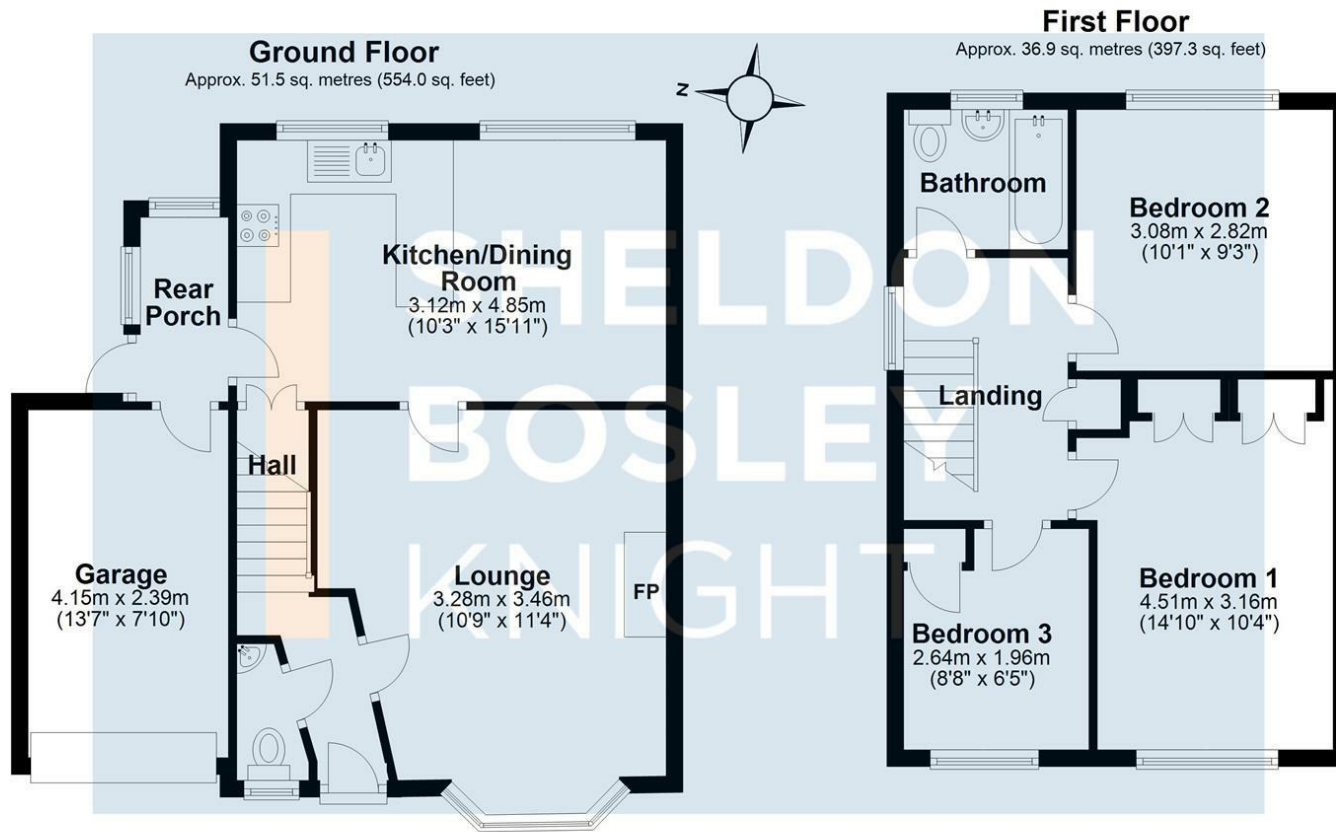 Ground Floor
Approx. 51.5 sq. metres (554.0 sq. feet)
N
First Floor
Approx. 36.9 sq. metres (397.3 sq. feet)
Kitchen/Dining
Room
3.12m x 4.85m
(10'3" x 15'11")
Rear
Porch
Hall
Garage
4.15m x 2.39m
(13'7" x 7'10")
Lounge
3.28m x 3.46m
(10'9" x 11'4")
FP
Bathroom
Bedroom 2
3.08m x 2.82m
(10'1" x 9'3")
Landing
Bedroom 1
4.51m x 3.16m
(14'10" x 10'4")
Bedroom 3
2.64m x 1.96m
(8'8" x 6'5")
SHELDON
BOSLEY
KNIGHT